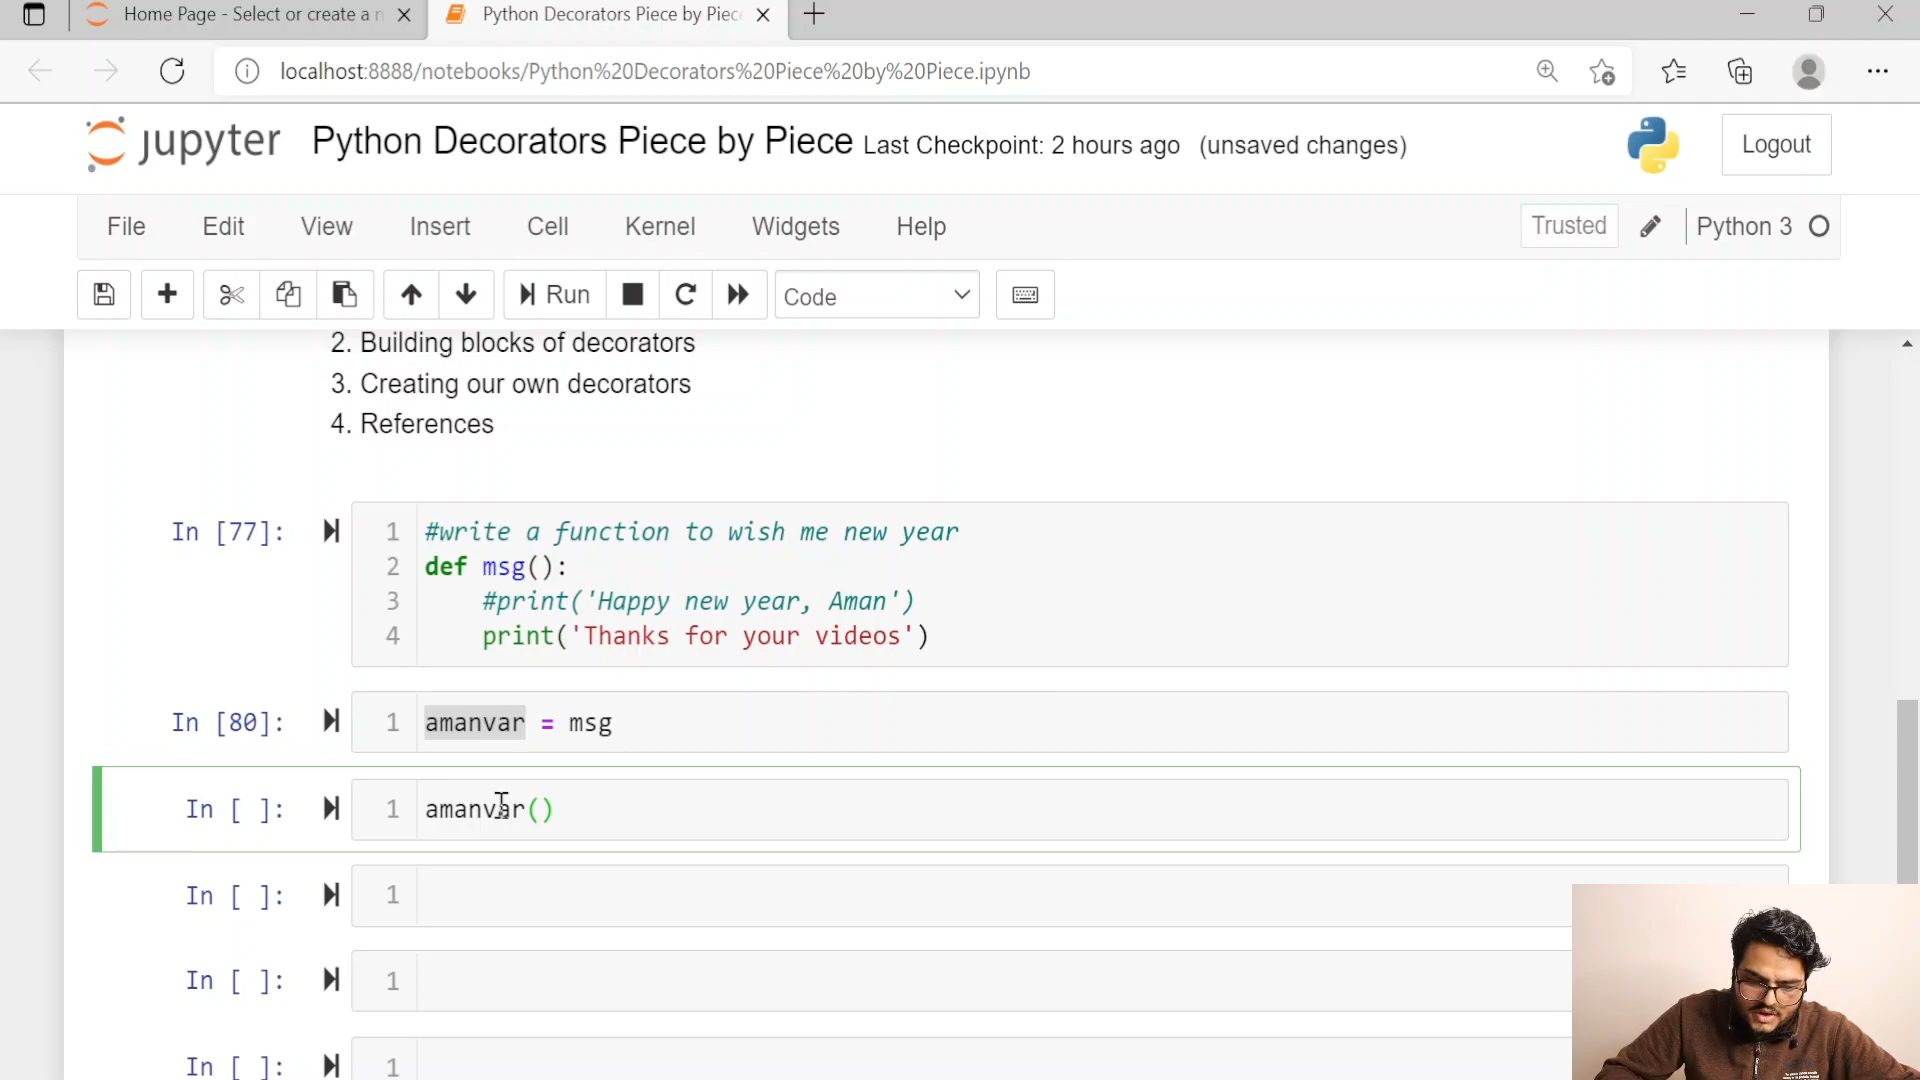 Home Page - Select or create a n
Python Decorators Piece by Piec
localhost:8888/notebooks/Python%20Decorators%20Piece%20by%20Piece.ipynb
jupyter Python Decorators Piece by Piece Last Checkpoint: 2 hours ago (unsaved changes) Logout
File Edit View Insert Cell Kernel Widgets Help Trusted Python 3
Run Code
2. Building blocks of decorators
3. Creating our own decorators
4. References
In [77]: 1 #write a function to wish me new year
2 def msg():
3 #print('Happy new year, Aman')
4 print('Thanks for your videos')
In [80]: 1 amanvar = msg
In [ ]: 1 amanvar()
In [ ]: 1
In [ ]: 1
In [ ]: 1